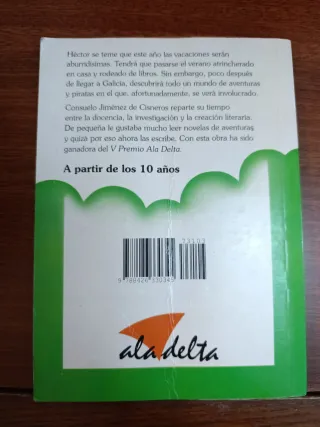 Héctor se teme que este año las vacaciones serán
aburridísimas. Tendrá que pasarse el verano atrincherado
en casa y rodeado de libros. Sin embargo, poco después
de llegar a Galicia, descubrirá todo un mundo de aventuras
y piratas en el que, afortunadamente, se verá involucrado.
Consuelo Jiménez de Cisneros reparte su tiempo
entre la docencia, la investigación y la creación literaria.
De pequeña le gustaba mucho leer novelas de aventuras,
y quizá por eso ahora las escribe. Con esta obra ha sido
ganadora del V Premio Ala Delta.
A partir de los 10 años
ala delta